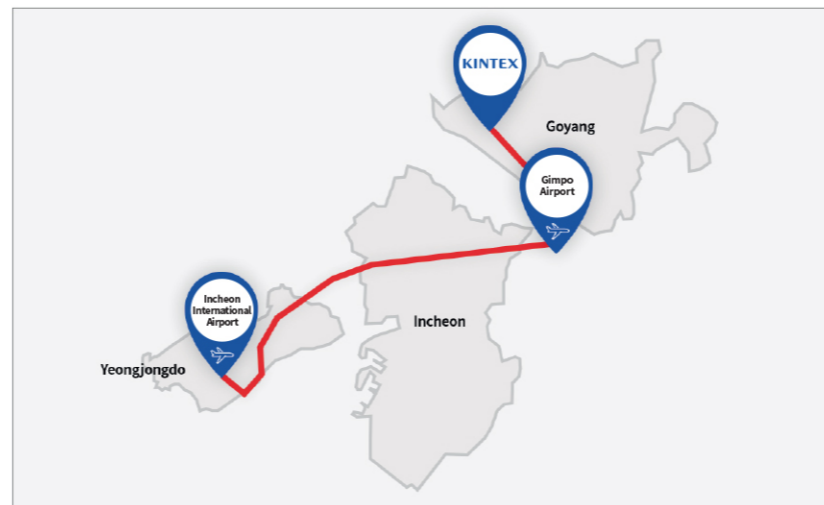 KINTEX
Goyang
Gimpo
Airport
Incheon
International
Airport
Incheon
Yeongjongdo